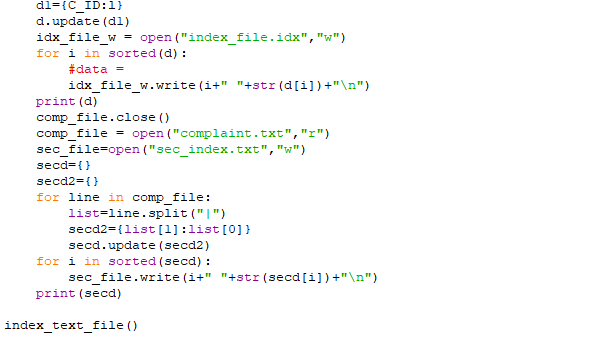 d1={C_ID:l}
    d.update(d1)
    idx_file_w = open("index_file.idx","w")
    for i in sorted(d):
        #data =
        idx_file_w.write(i+" "+str(d[i])+"\n")
    print(d)
    comp_file.close()
    comp_file = open("complaint.txt","r")
    sec_file=open("sec_index.txt","w")
    secd={}
    secd2={}
    for line in comp_file:
        list=line.split("|")
        secd2={list[1]:list[0]}
        secd.update(secd2)
    for i in sorted(secd):
        sec_file.write(i+" "+str(secd[i])+"\n")
    print(secd)
index_text_file()